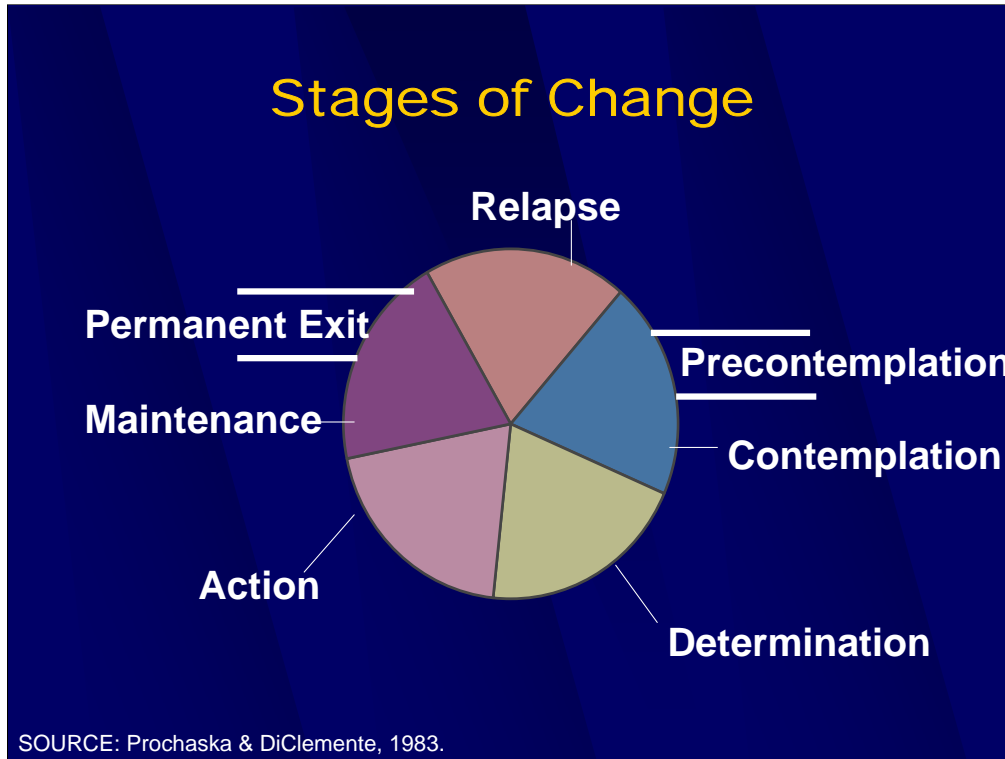 Stages of Change
Relapse
Permanent Exit
Precontemplation
Maintenance
Contemplation
Action
Determination
SOURCE: Prochaska & DiClemente, 1983.